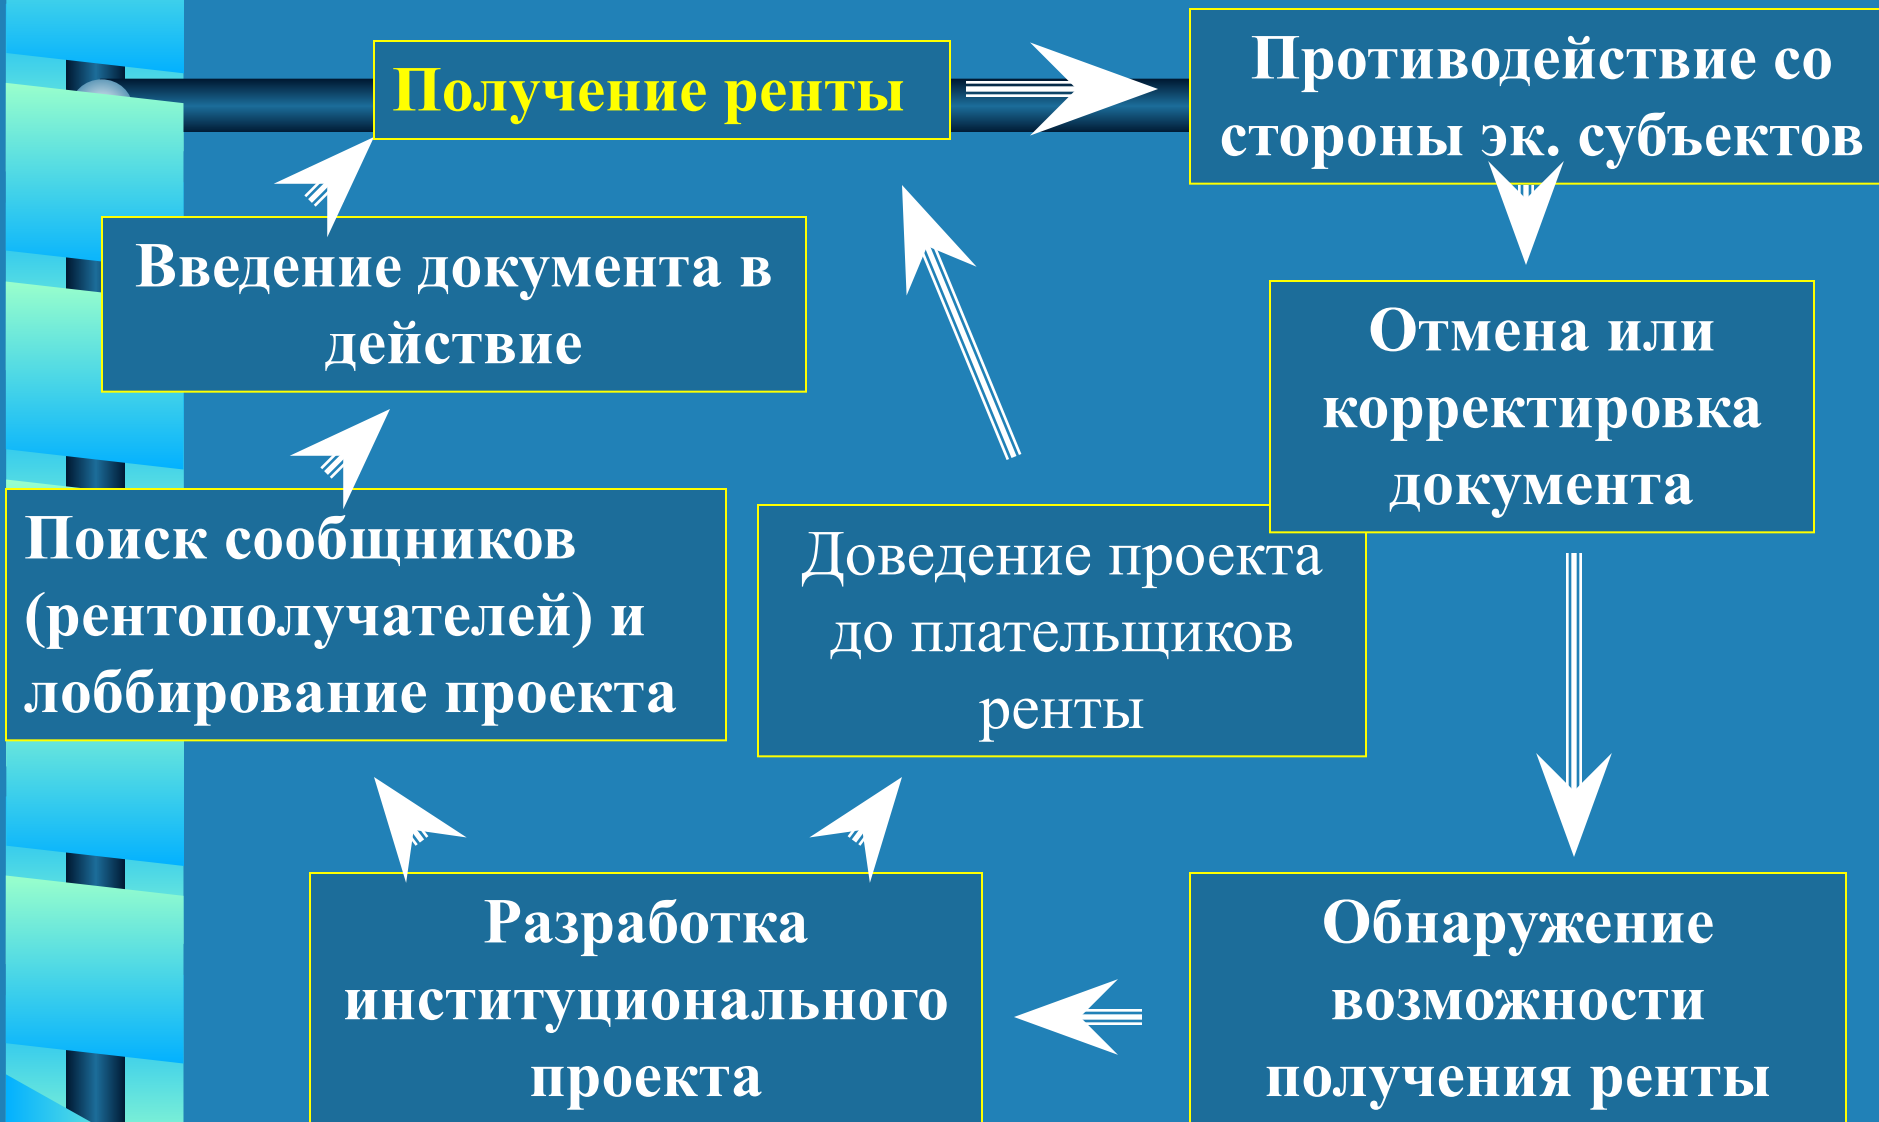 Получение ренты
Противодействие со
стороны эк. субъектов
Введение документа в
действие
Отмена или
корректировка
документа
Поиск сообщников
(рентополучателей) и
лоббирование проекта
Доведение проекта
до плательщиков
ренты
Разработка
институционального
проекта
Обнаружение
возможности
получения ренты